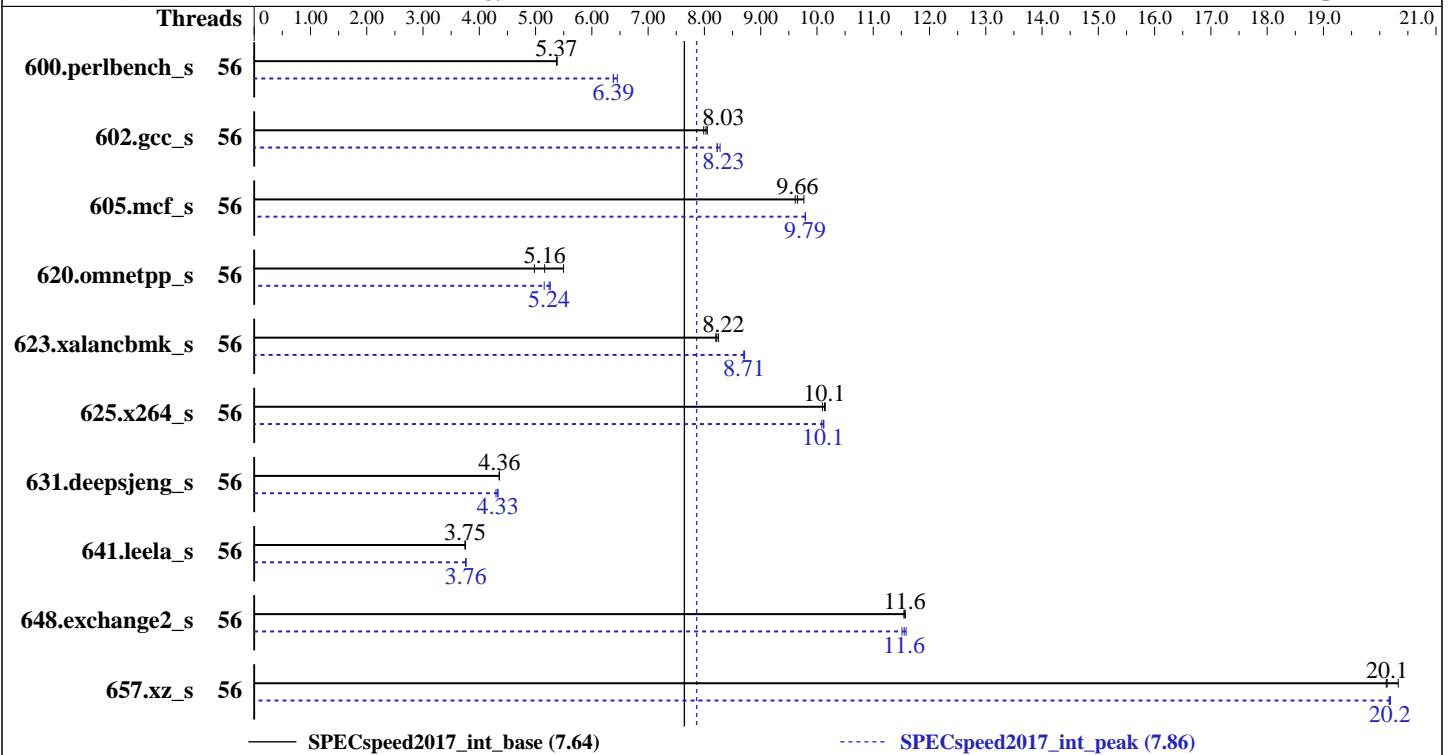 Threads 0 1.00 2.00 3.00 4.00 5.00 6.00 7.00 8.00 9.00 10.0 11.0 12.0 13.0 14.0 15.0 16.0 17.0 18.0 19.0 21.0
600.perlbench_s 56 5.37
6.39
602.gcc_s 56 8.03
8.23
605.mcf_s 56 9.66
9.79
620.omnetpp_s 56 5.16
5.24
623.xalancbmk_s 56 8.22
8.71
625.x264_s 56 10.1
10.1
631.deepsjeng_s 56 4.36
4.33
641.leela_s 56 3.75
3.76
648.exchange2_s 56 11.6
11.6
657.xz_s 56 20.1
20.2
SPECspeed2017_int_base (7.64) SPECspeed2017_int_peak (7.86)